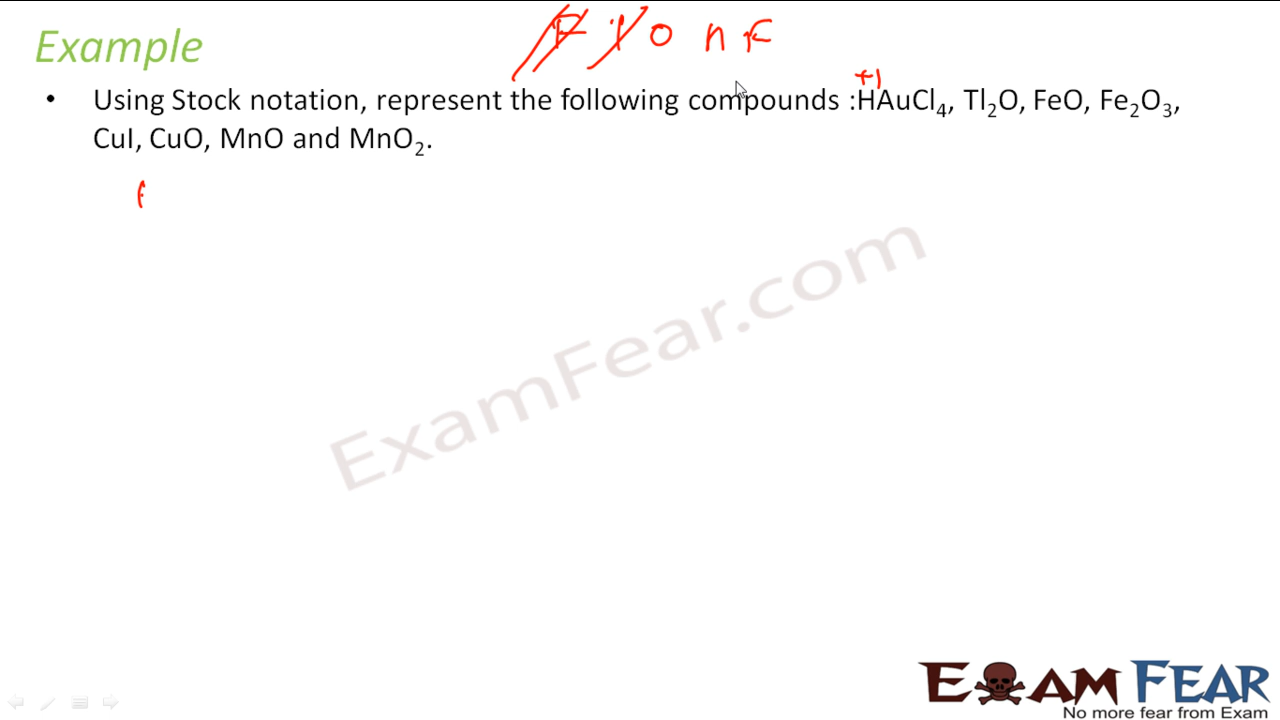 O n F
Example
+1
• Using Stock notation, represent the following compounds :HAuCl₄, Tl₂O, FeO, Fe₂O₃,
CuI, CuO, MnO and MnO₂.
ExamFear.com
EXAM FEAR
No more fear from Exam